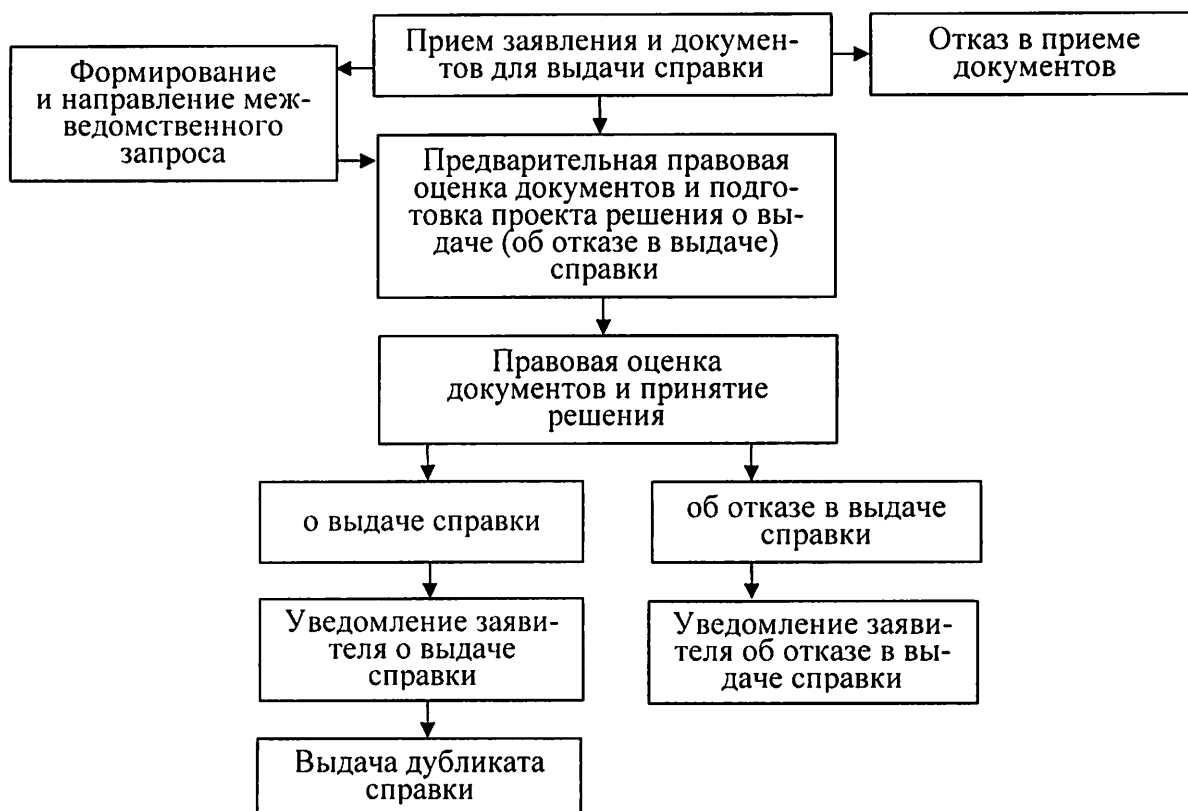 Прием заявления и докумен-
тов для выдачи справки
Отказ в приеме
документов
Формирование
и направление меж-
ведомственного
запроса
Предварительная правовая
оценка документов и подго-
товка проекта решения о вы-
даче (об отказе в выдаче)
справки
Правовая оценка
документов и принятие
решения
о выдаче справки
об отказе в выдаче
справки
Уведомление заяви-
теля о выдаче
справки
Уведомление заяви-
теля об отказе в вы-
даче справки
Выдача дубликата
справки